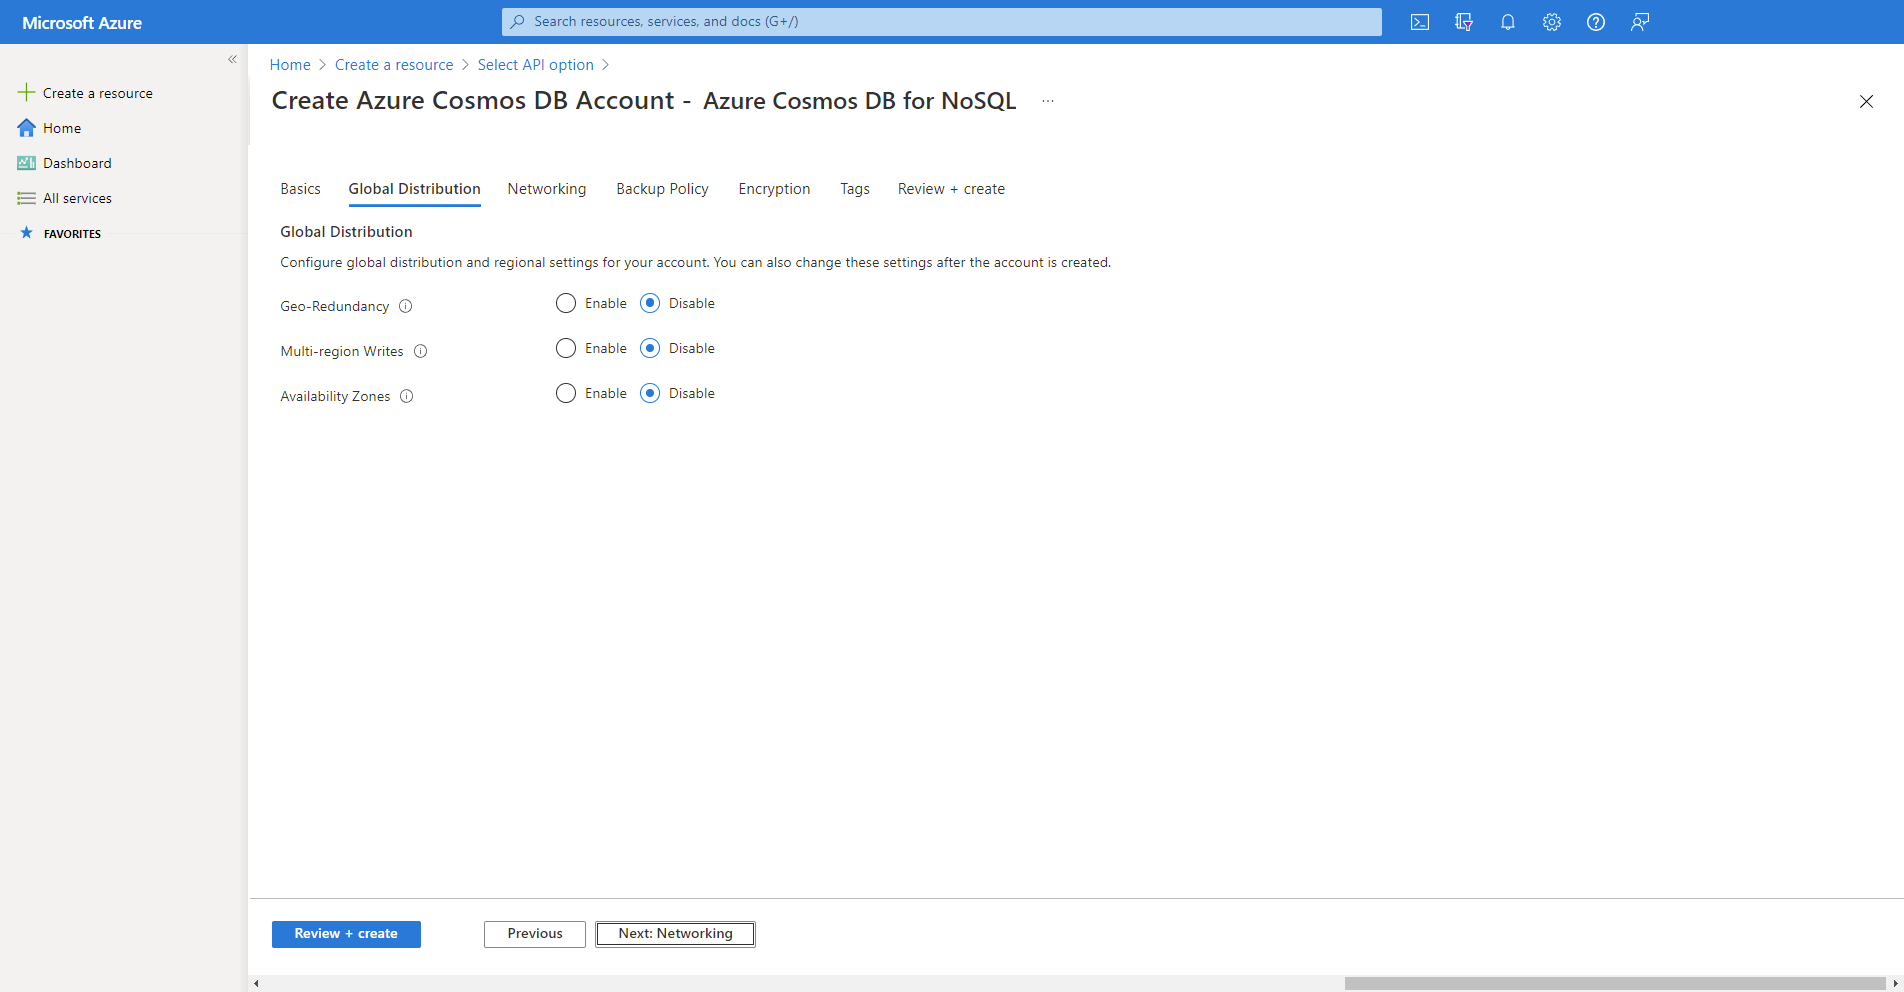 Microsoft Azure
Search resources, services, and docs (G+/)
Create a resource
Home
Dashboard
All services
FAVORITES
Home > Create a resource > Select API option >
Create Azure Cosmos DB Account - Azure Cosmos DB for NoSQL ...
Basics Global Distribution Networking Backup Policy Encryption Tags Review + create
Global Distribution
Configure global distribution and regional settings for your account. You can also change these settings after the account is created.
Geo-Redundancy Enable Disable
Multi-region Writes Enable Disable
Availability Zones Enable Disable
Review + create Previous Next: Networking